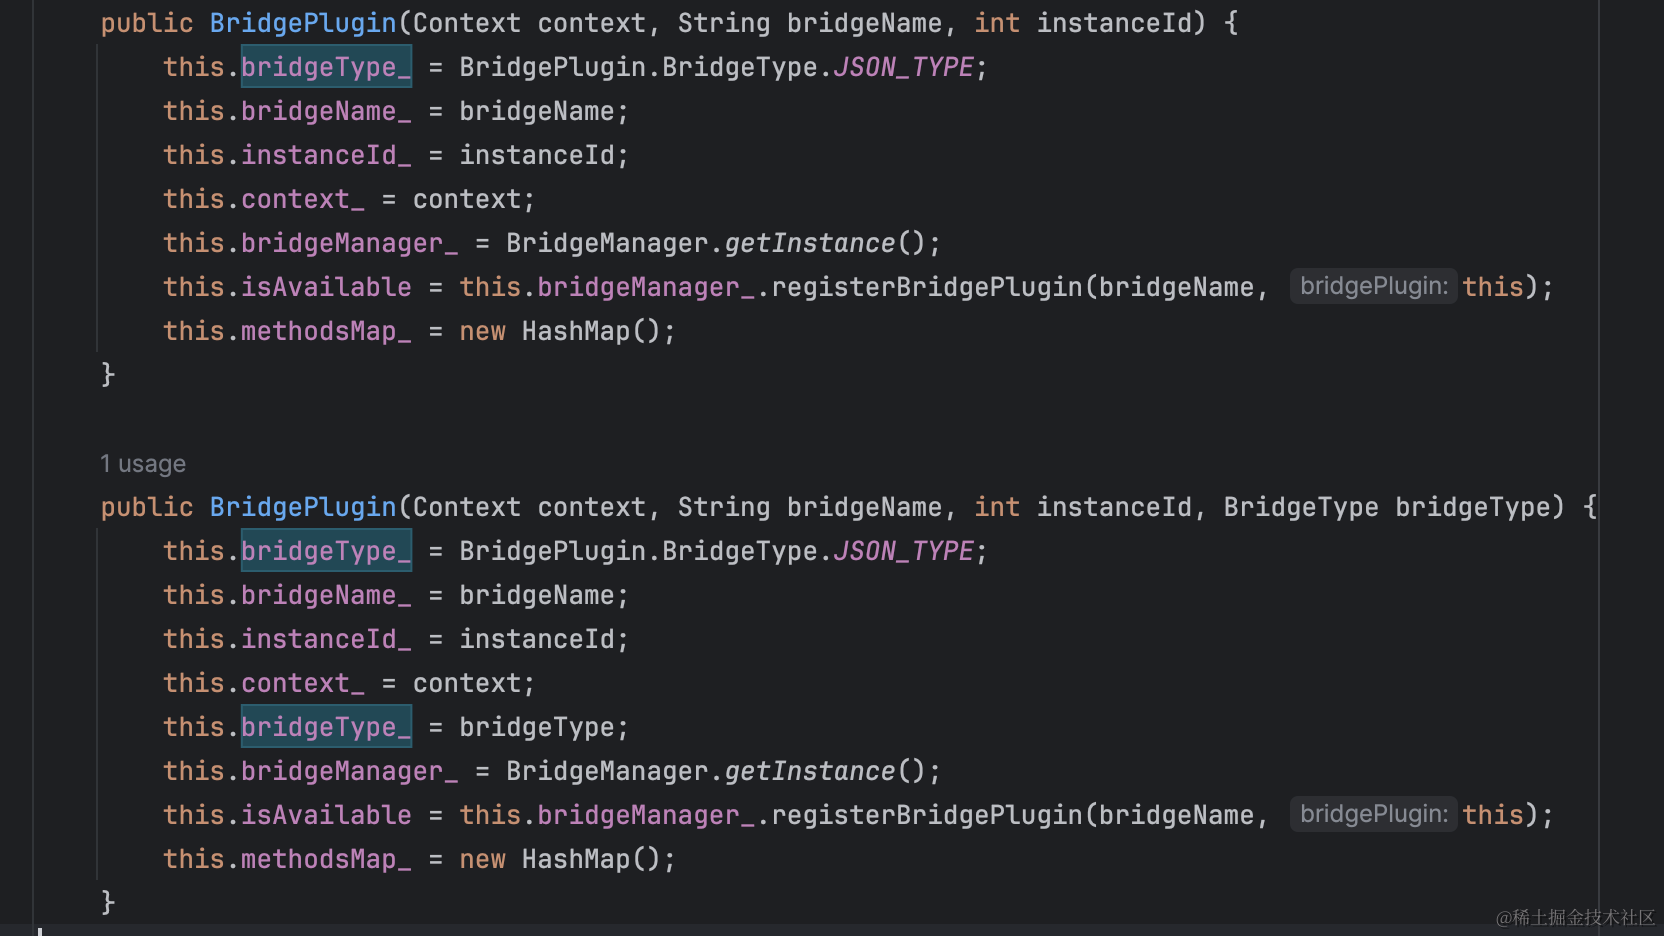 public BridgePlugin(Context context, String bridgeName, int instanceId) {
this.bridgeType_ = BridgePlugin.BridgeType.JSON_TYPE;
this.bridgeName_ = bridgeName;
this.instanceId_ = instanceId;
this.context_ = context;
this.bridgeManager_ = BridgeManager.getInstance();
this.isAvailable = this.bridgeManager_.registerBridgePlugin(bridgeName, bridgePlugin: this);
this.methodsMap_ = new HashMap();
}
1 usage
public BridgePlugin(Context context, String bridgeName, int instanceId, BridgeType bridgeType) {
this.bridgeType_ = BridgePlugin.BridgeType.JSON_TYPE;
this.bridgeName_ = bridgeName;
this.instanceId_ = instanceId;
this.context_ = context;
this.bridgeType_ = bridgeType;
this.bridgeManager_ = BridgeManager.getInstance();
this.isAvailable = this.bridgeManager_.registerBridgePlugin(bridgeName, bridgePlugin: this);
this.methodsMap_ = new HashMap();
}
@稀土掘金技术社区